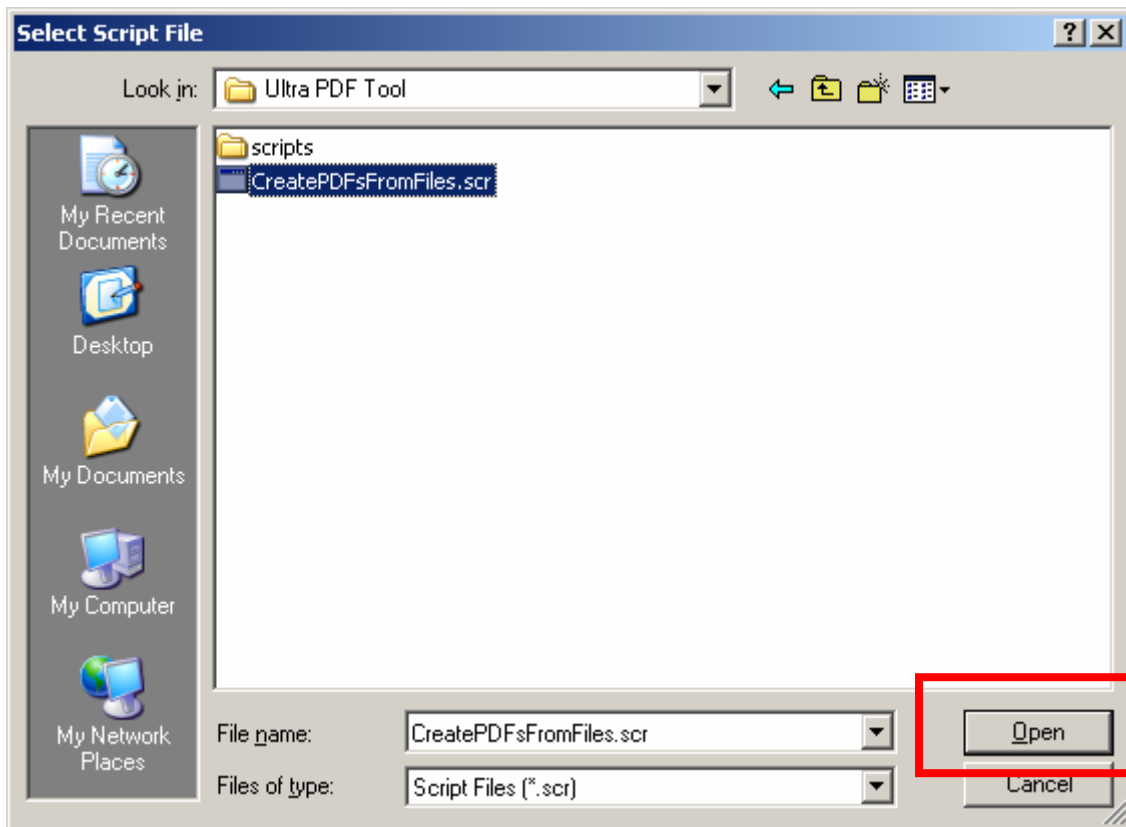 Select Script File
Look in:
Ultra PDF Tool
scripts
CreatePDFsFromFiles.scr
My Recent
Documents
Desktop
My Documents
My Computer
My Network
Places
File name:
CreatePDFsFromFiles.scr
Open
Files of type:
Script Files (*.scr)
Cancel